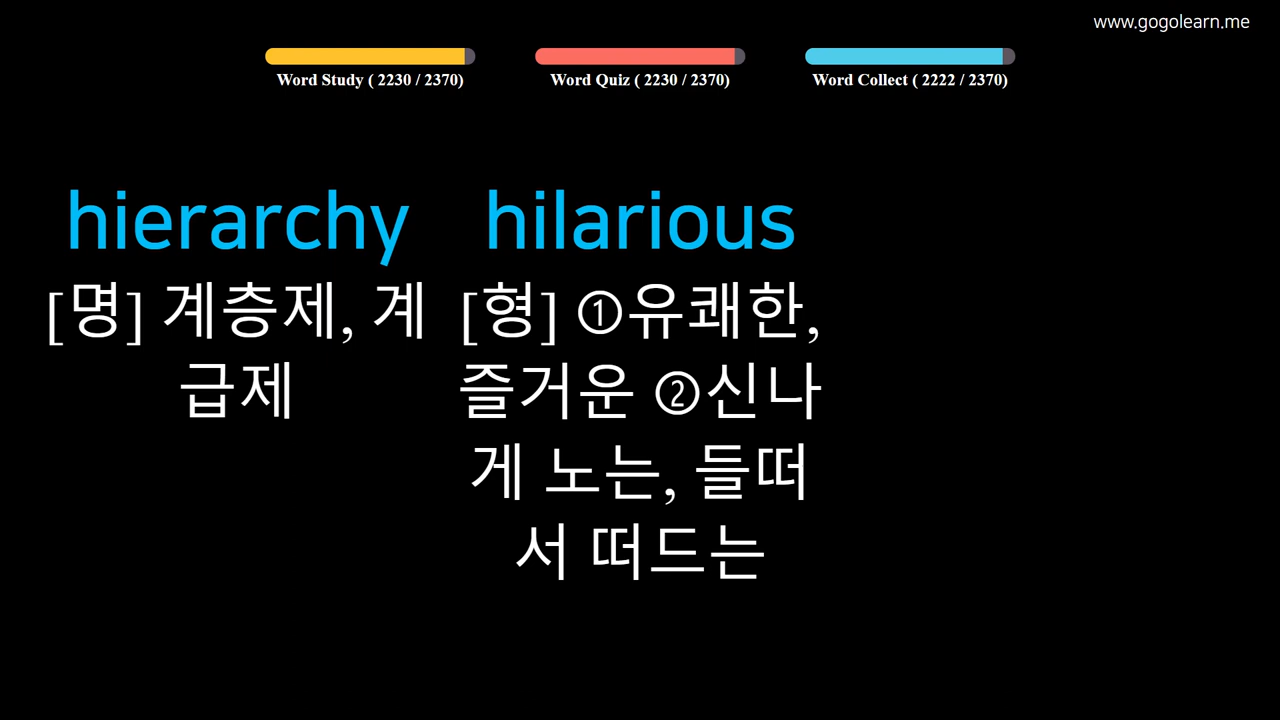 www.gogolearn.me
Word Study ( 2230 / 2370)
Word Quiz ( 2230 / 2370)
Word Collect ( 2222 / 2370)
hierarchy
[명] 계층제, 계
급제
hilarious
[형] ①유쾌한,
즐거운 ②신나
게 노는, 들떠
서 떠드는